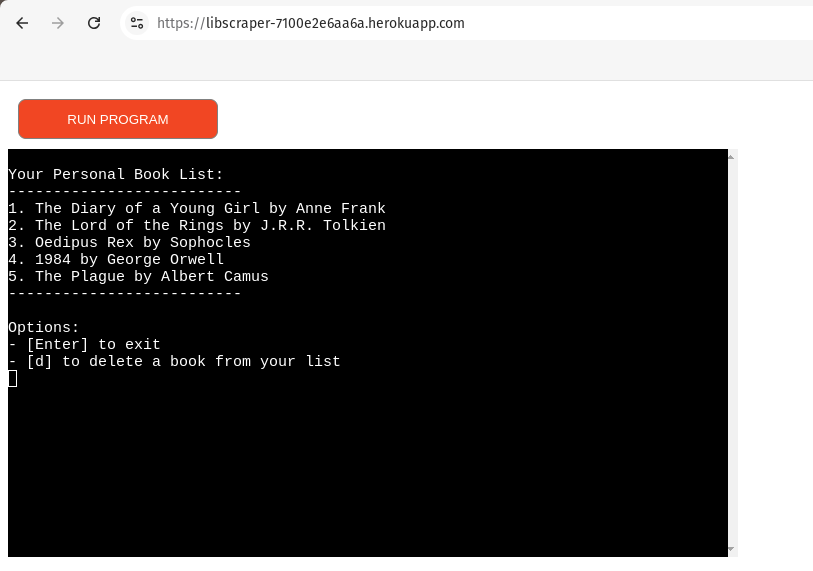 https://libscraper-7100e2e6aa6a.herokuapp.com
RUN PROGRAM
Your Personal Book List:
--------------------------
1. The Diary of a Young Girl by Anne Frank
2. The Lord of the Rings by J.R.R. Tolkien
3. Oedipus Rex by Sophocles
4. 1984 by George Orwell
5. The Plague by Albert Camus
--------------------------
Options:
- [Enter] to exit
- [d] to delete a book from your list